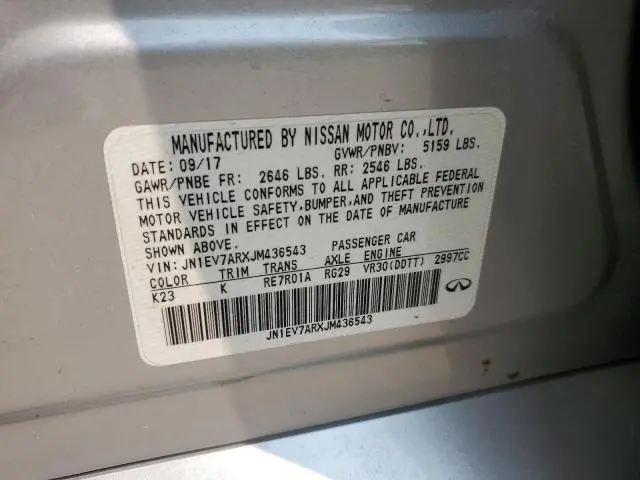 MANUFACTURED BY NISSAN MOTOR CO.,LTD.
DATE: 09/17 GVWR/PNBV: 5159 LBS.
GAWR/PNBE FR: 2646 LBS. RR: 2546 LBS.
THIS VEHICLE CONFORMS TO ALL APPLICABLE FEDERAL
MOTOR VEHICLE SAFETY,BUMPER,AND THEFT PREVENTION
STANDARDS IN EFFECT ON THE DATE OF MANUFACTURE
SHOWN ABOVE.
VIN: JN1EV7ARXJM436543 PASSENGER CAR
COLOR TRIM TRANS AXLE ENGINE
K23 K RE7R01A RG29 VR30(DDTT) 2997CC
JN1EV7ARXJM436543